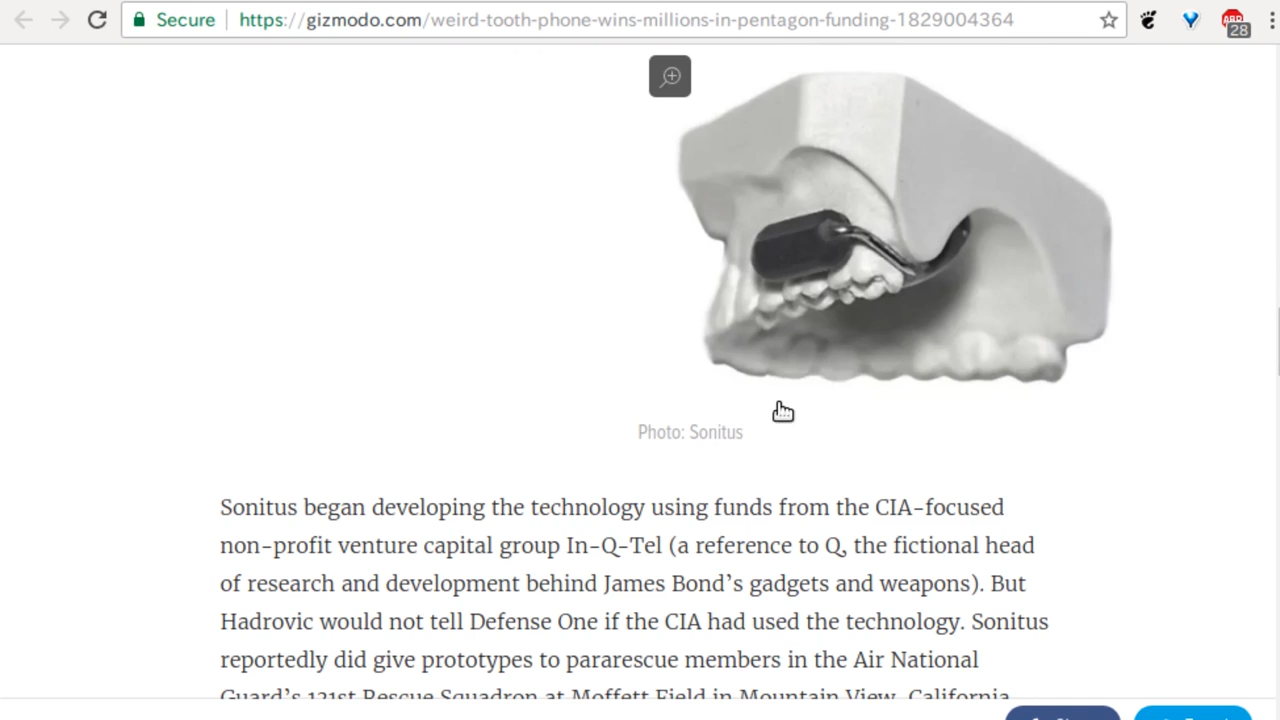 Secure https://gizmodo.com/weird-tooth-phone-wins-millions-in-pentagon-funding-1829004364
28
Photo: Sonitus
Sonitus began developing the technology using funds from the CIA-focused
non-profit venture capital group In-Q-Tel (a reference to Q, the fictional head
of research and development behind James Bond’s gadgets and weapons). But
Hadrovic would not tell Defense One if the CIA had used the technology. Sonitus
reportedly did give prototypes to pararescue members in the Air National
Guard’s 131st Rescue Squadron at Moffett Field in Mountain View, California